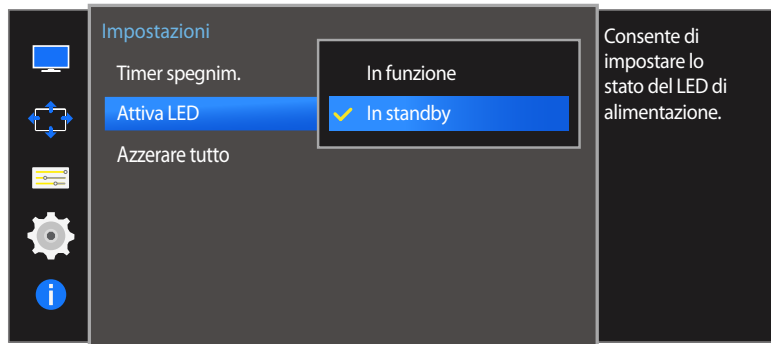 Impostazioni
Timer spegnim.
Attiva LED
Azzerare tutto
In funzione
In standby
Consente di
impostare lo
stato del LED di
alimentazione.